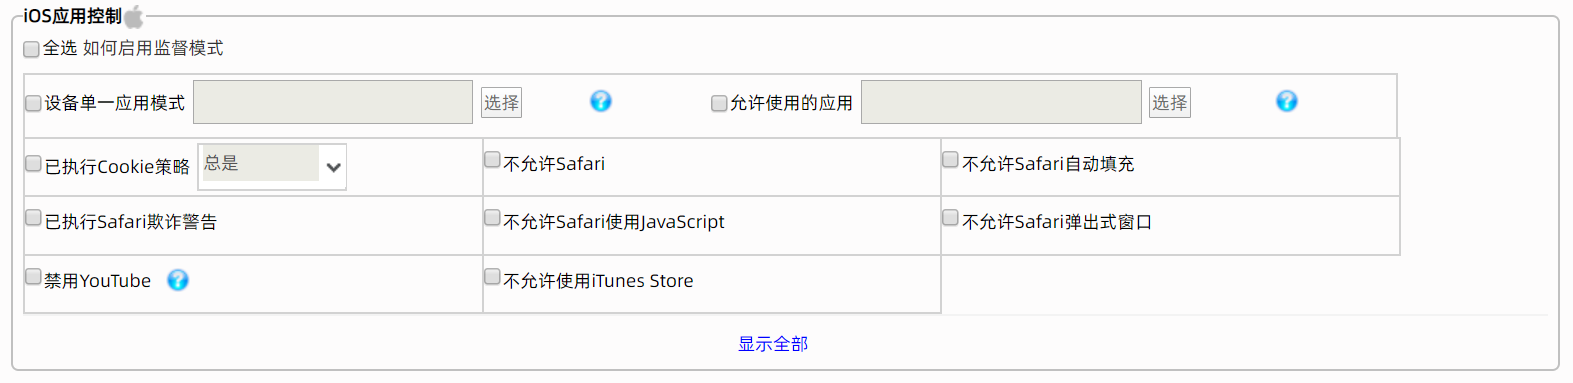 iOS应用控制
全选 如何启用监督模式
设备单一应用模式 选择 ? 允许使用的应用 选择 ?
已执行Cookie策略 总是 不允许Safari 不允许Safari自动填充
已执行Safari欺诈警告 不允许Safari使用JavaScript 不允许Safari弹出式窗口
禁用YouTube ? 不允许使用iTunes Store
显示全部